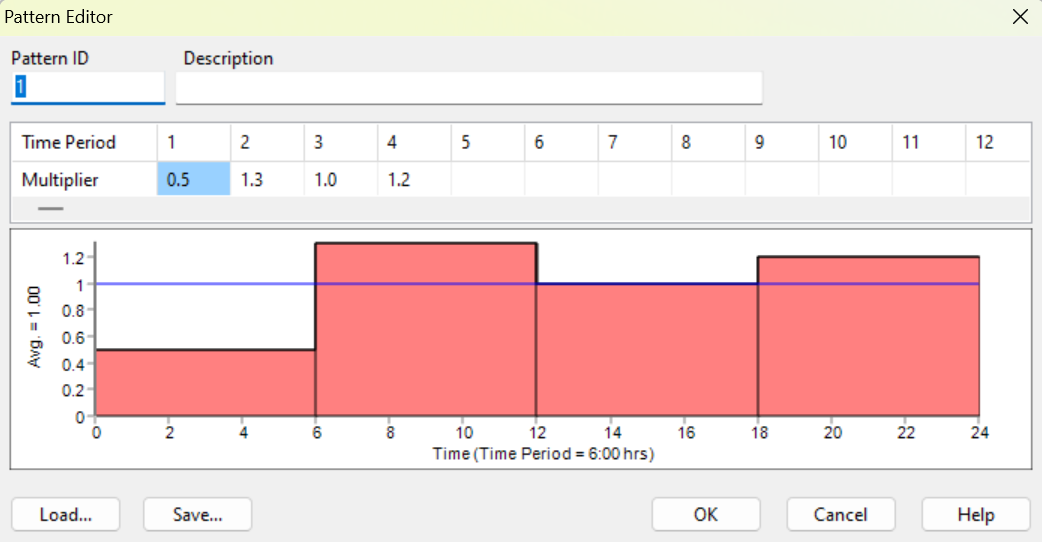 Pattern Editor
Pattern ID Description
1
Time Period 1 2 3 4 5 6 7 8 9 10 11 12
Multiplier 0.5 1.3 1.0 1.2
Avg. = 1.00
1.2
1
0.8
0.6
0.4
0.2
0
0 2 4 6 8 10 12 14 16 18 20 22 24
Time (Time Period = 6:00 hrs)
Load... Save... OK Cancel Help